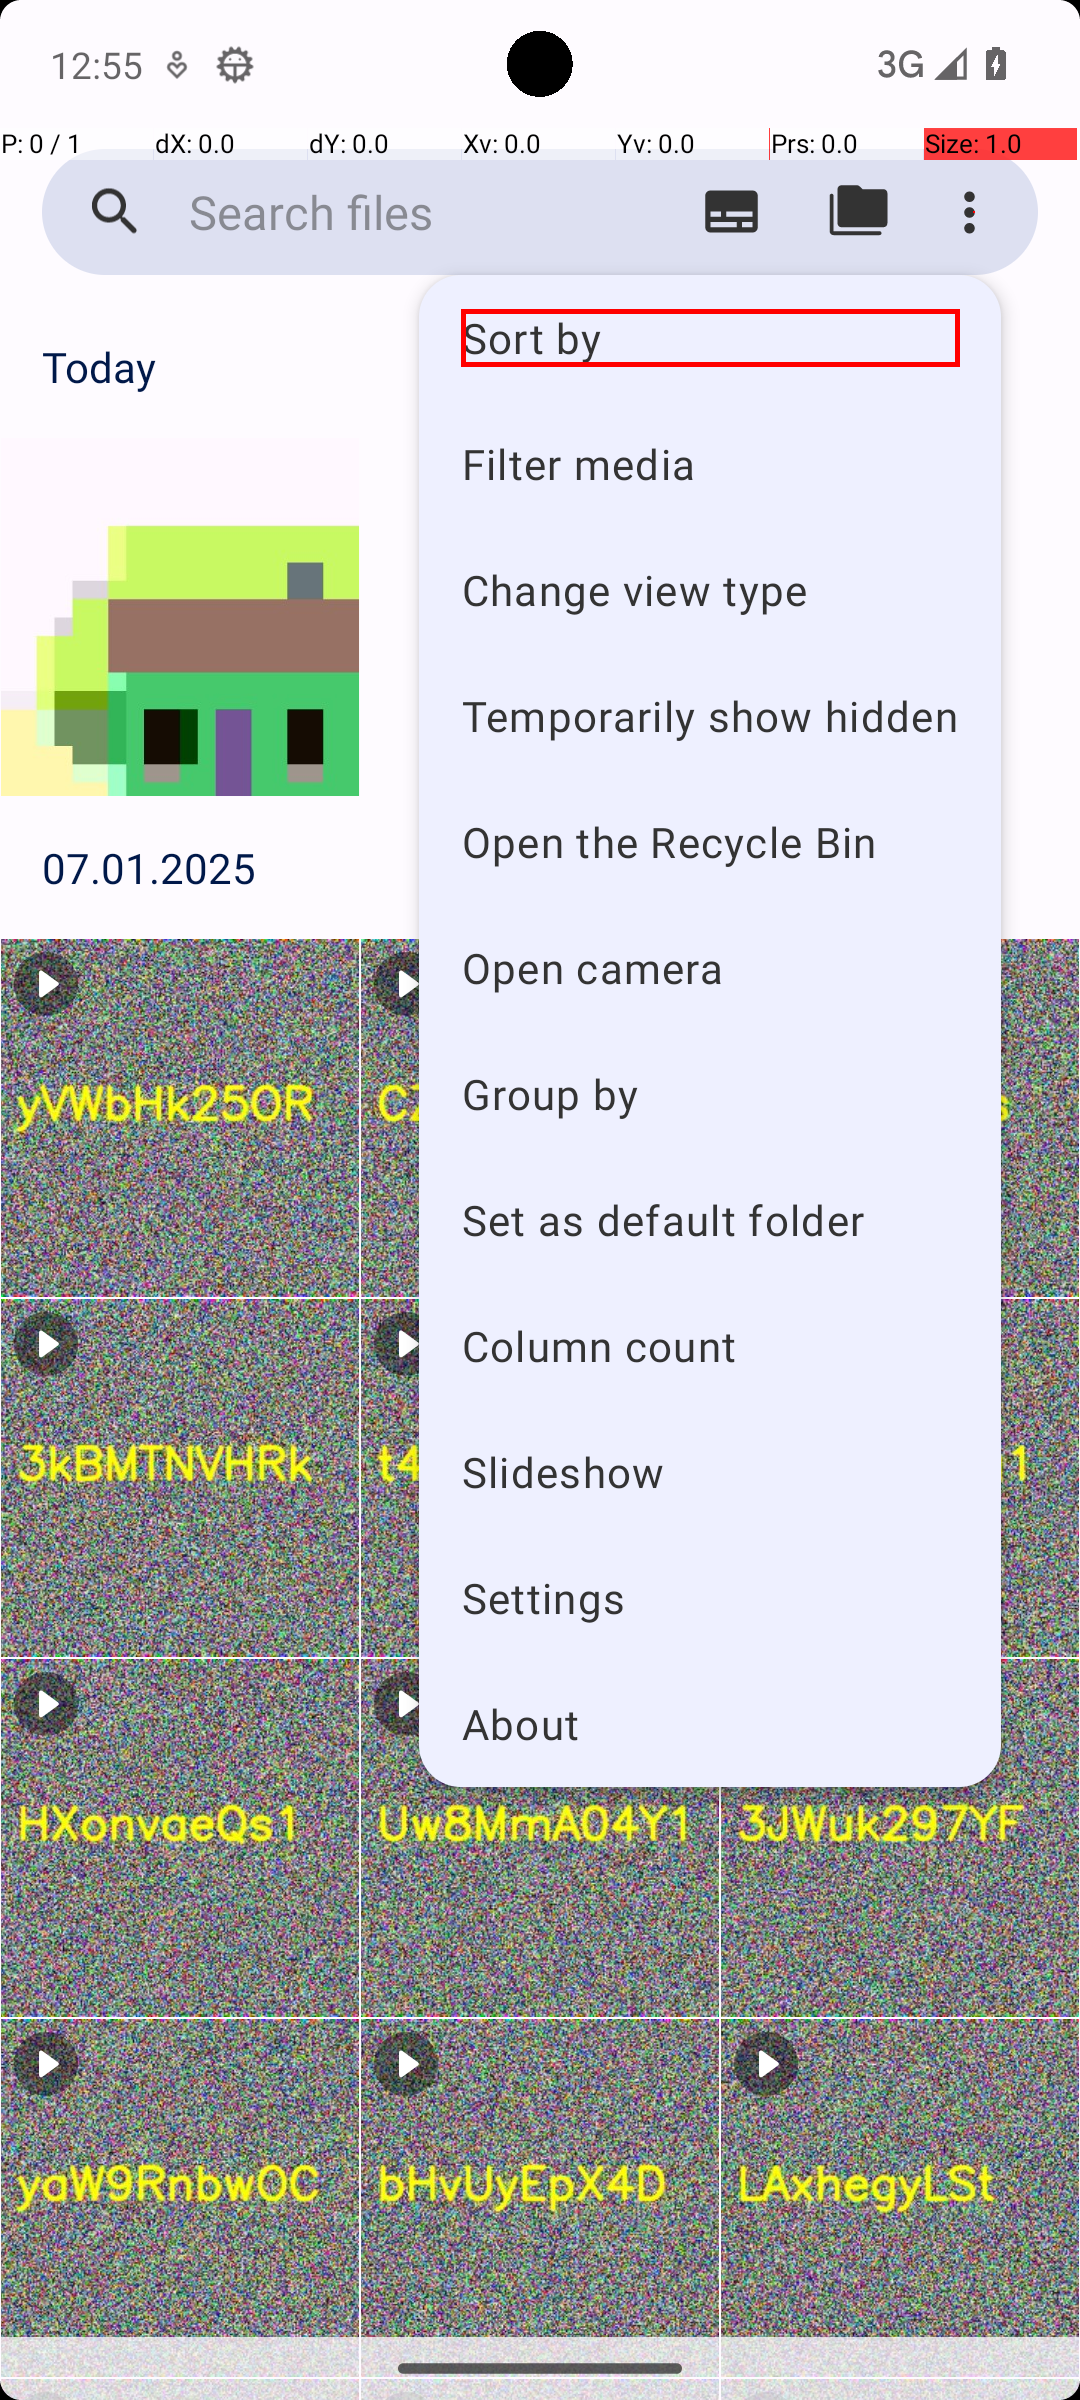 12:55
3G
P: 0 / 1 dX: 0.0 dY: 0.0 Xv: 0.0 Yv: 0.0 Prs: 0.0 Size: 1.0
Search files
Sort by
Today
Filter media
Change view type
Temporarily show hidden
Open the Recycle Bin
07.01.2025
Open camera
yVWbHk25OR
Group by
Set as default folder
Column count
3kBMTNVHRk
t4
1
Slideshow
Settings
About
HXonvaeQs1 Uw8MmA04Y1 3JWuk297YF
yaW9RnbwOC bHvUyEpX4D LAxhegyLSt